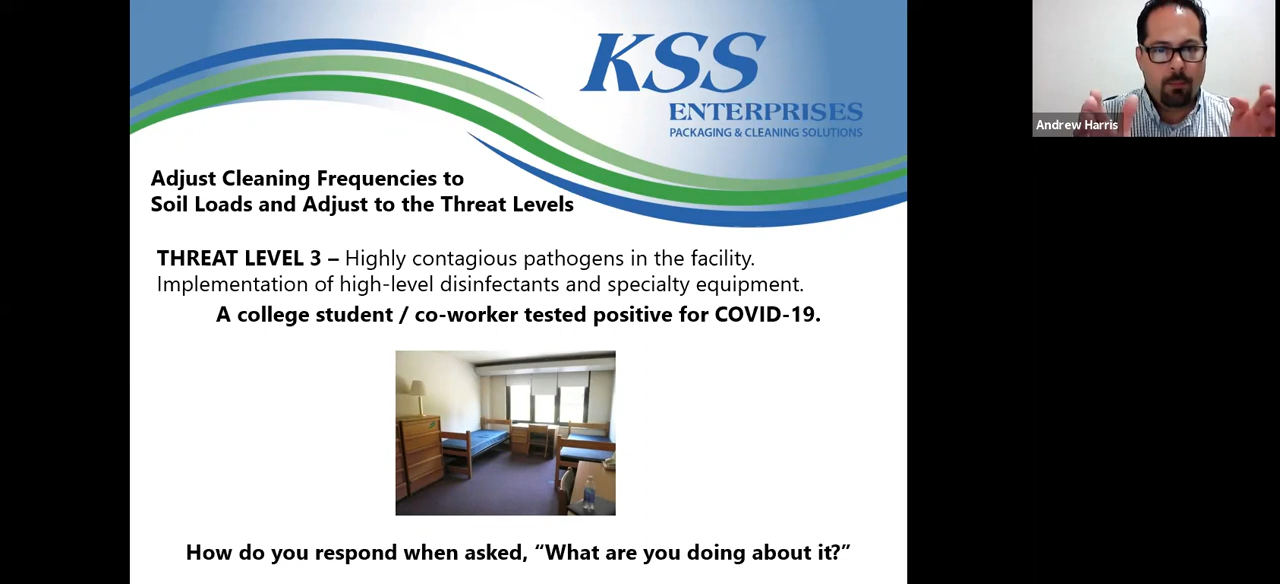 KSS
ENTERPRISES
PACKAGING & CLEANING SOLUTIONS
Andrew Harris
Adjust Cleaning Frequencies to
Soil Loads and Adjust to the Threat Levels
THREAT LEVEL 3 – Highly contagious pathogens in the facility.
Implementation of high-level disinfectants and specialty equipment.
A college student / co-worker tested positive for COVID-19.
How do you respond when asked, “What are you doing about it?”